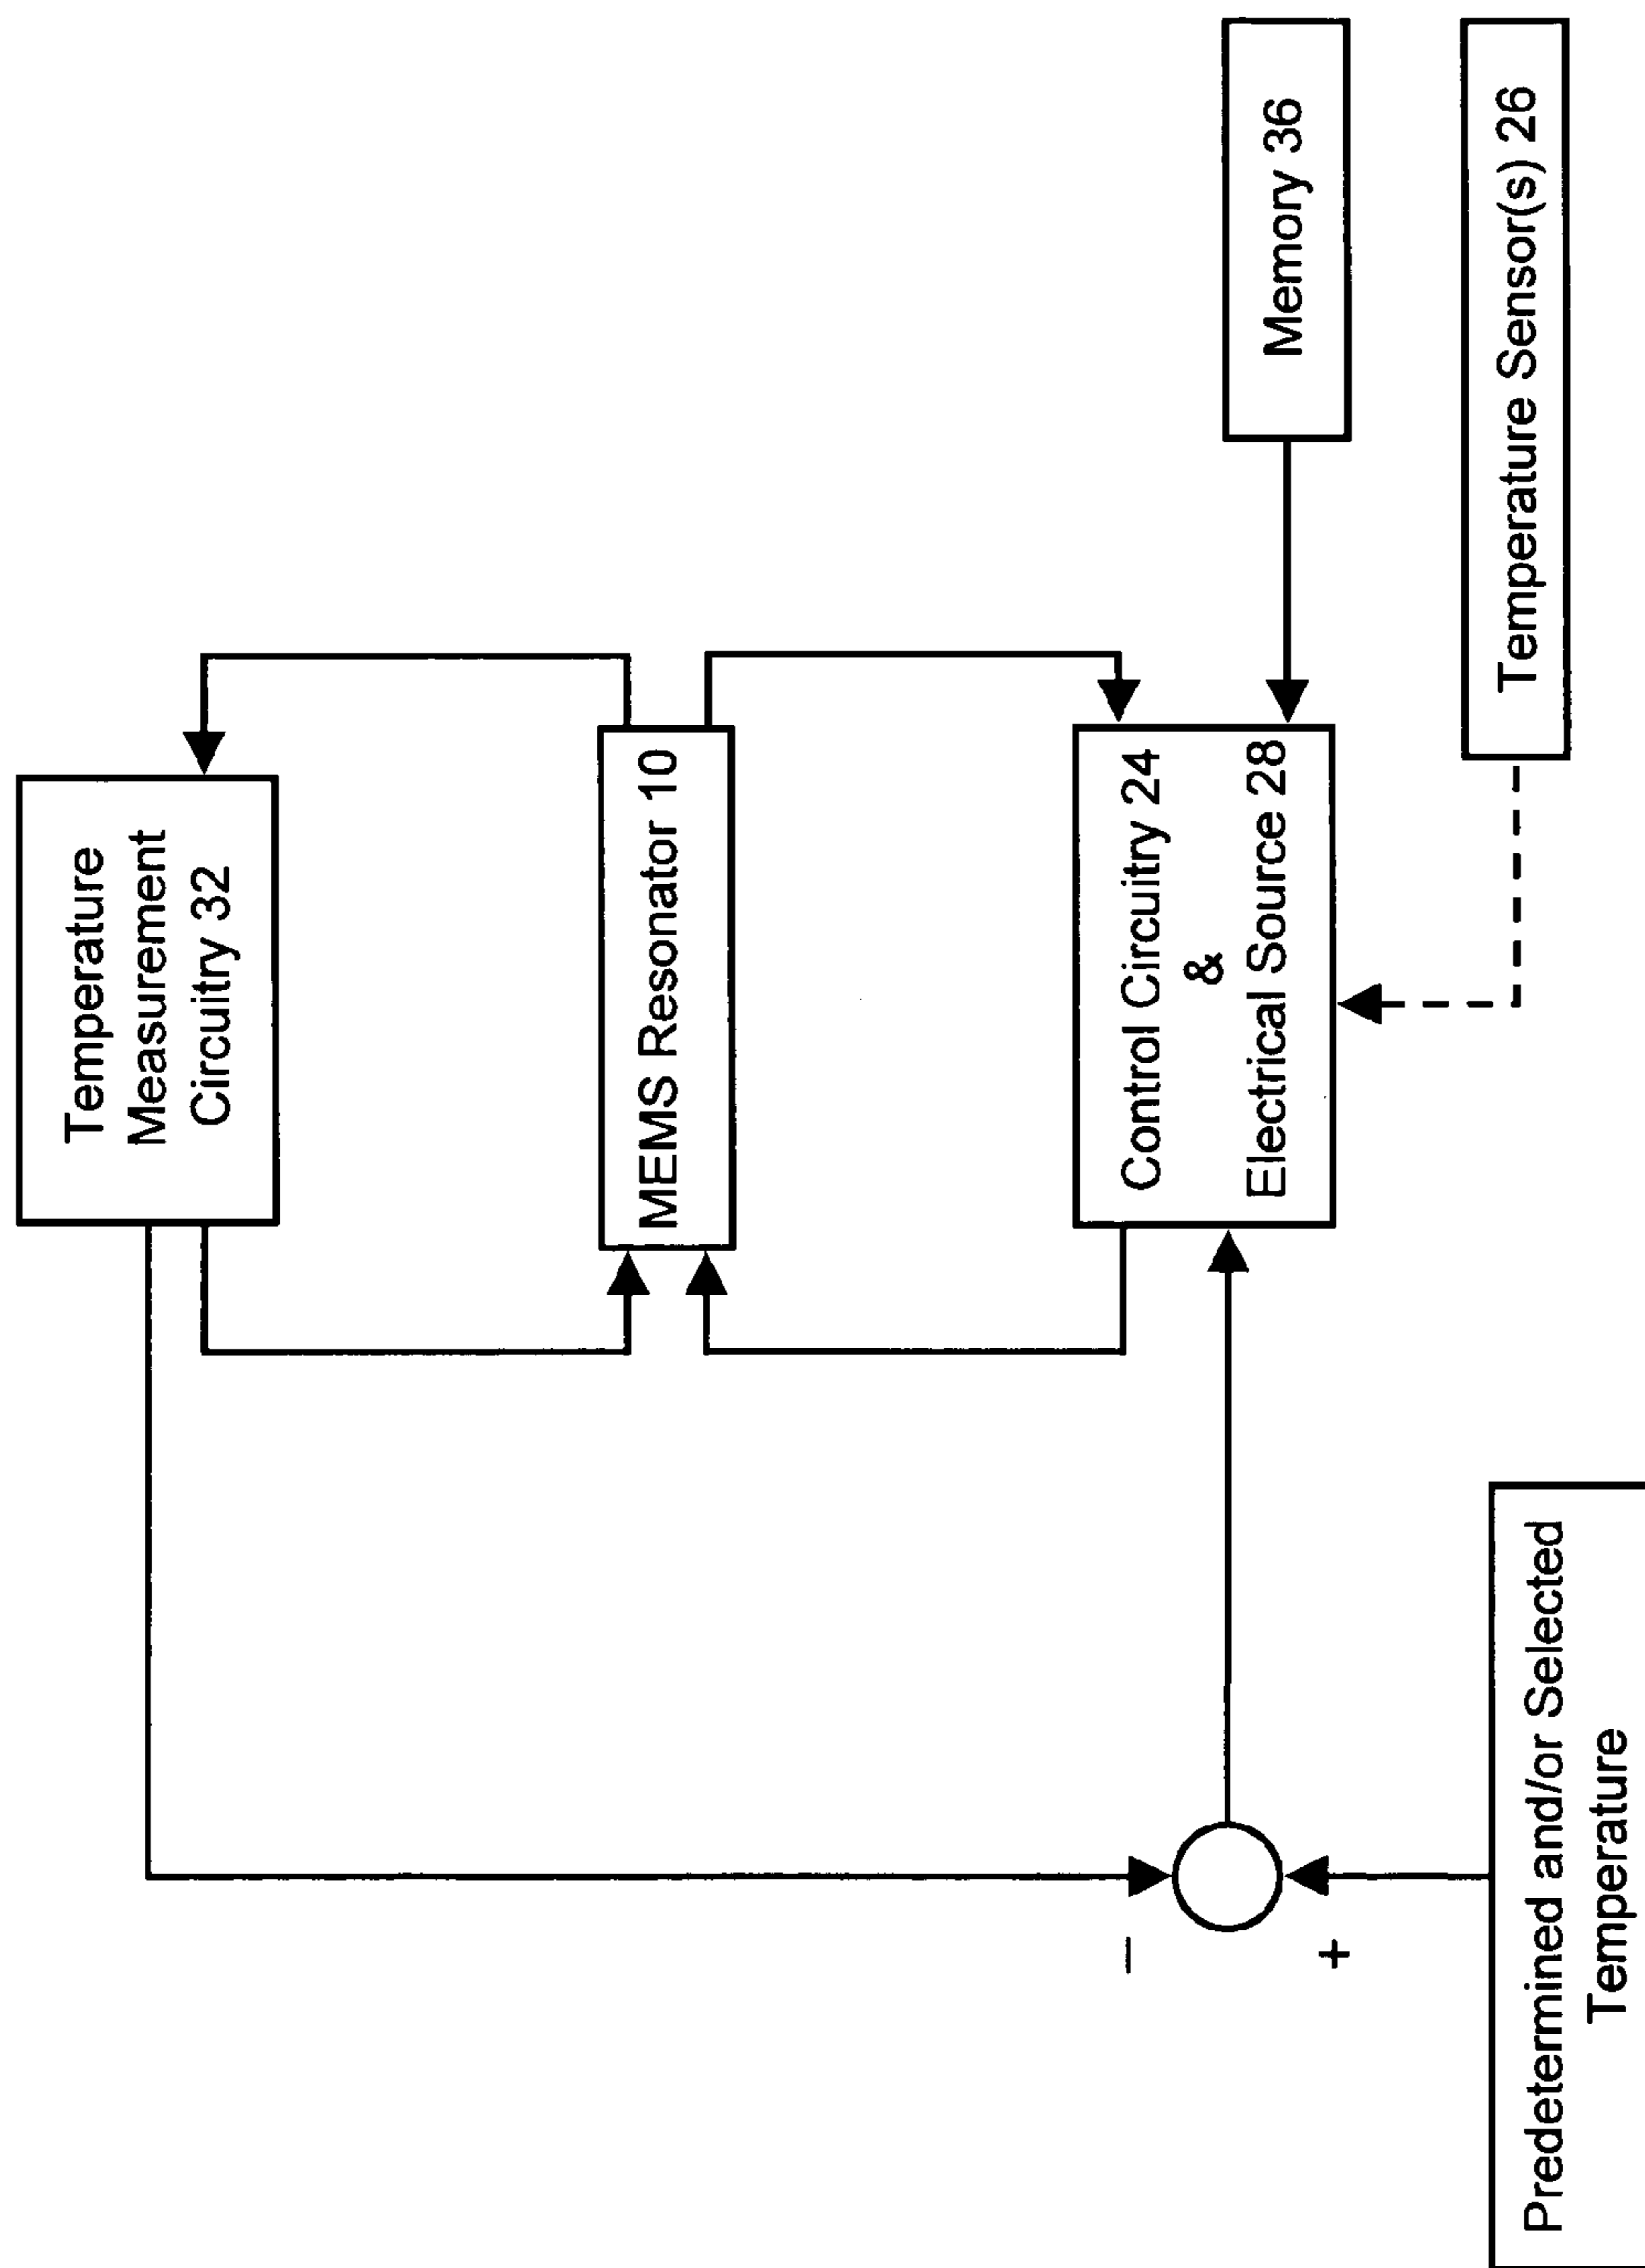 Temperature
Measurement
Circuitry 32
MEMS Resonator 10
Control Circuitry 24
&
Electrical Source 28
Memory 36
Temperature Sensor(s) 26
–
+
Predetermined and/or Selected
Temperature